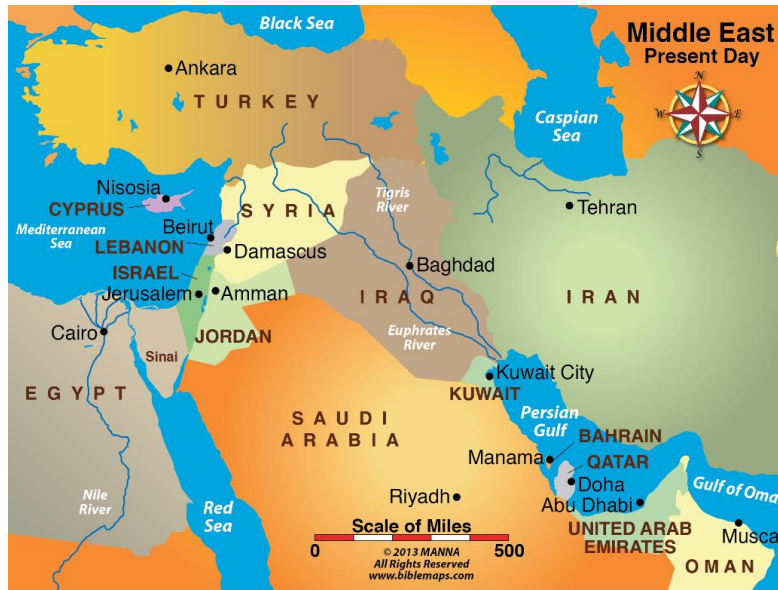 Black Sea
Middle East
Present Day
N
W
E
S
Ankara
TURKEY
Caspian
Sea
Nisosia
CYPRUS
Mediterranean
Sea
SYRIA
Tigris
River
Tehran
Beirut
LEBANON
Damascus
ISRAEL
Baghdad
Jerusalem
Amman
IRAQ
IRAN
Cairo
JORDAN
Euphrates
River
Sinai
EGYPT
KUWAIT
Kuwait City
SAUDI
ARABIA
Persian
Gulf
BAHRAIN
Manama
QATAR
Doha
Nile
River
Red
Sea
Riyadh
Abu Dhabi
Gulf of Oma
UNITED ARAB
EMIRATES
Musca
OMAN
Scale of Miles
0
500
© 2013 MANNA
All Rights Reserved
www.biblemaps.com